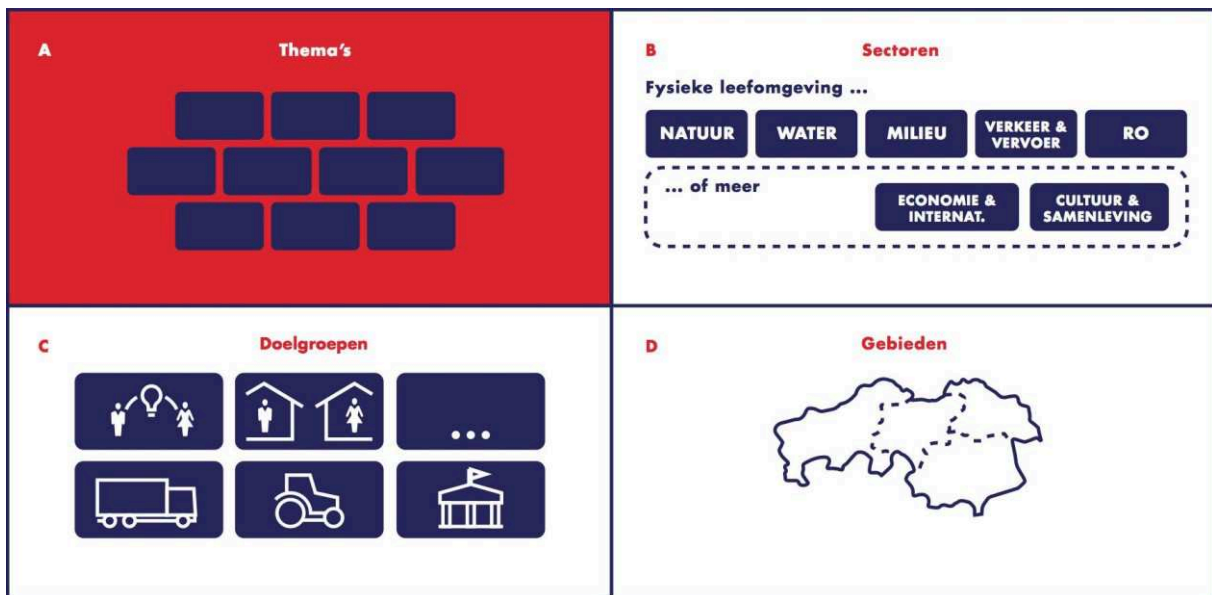 A
Thema's
B
Sectoren
Fysieke leefomgeving ...
NATUUR
WATER
MILIEU
VERKEER &
VERVOER
RO
... of meer
ECONOMIE &
INTERNAT.
CULTUUR &
SAMENLEVING
C
Doelgroepen
...
D
Gebieden